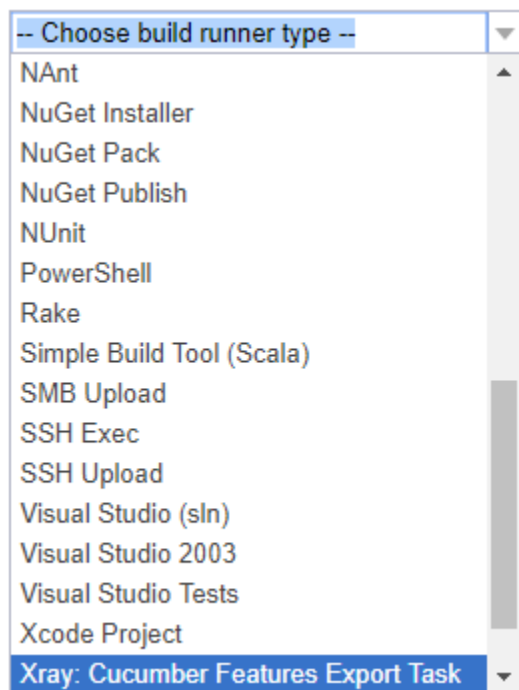 -- Choose build runner type --
NAnt
NuGet Installer
NuGet Pack
NuGet Publish
NUnit
PowerShell
Rake
Simple Build Tool (Scala)
SMB Upload
SSH Exec
SSH Upload
Visual Studio (sln)
Visual Studio 2003
Visual Studio Tests
Xcode Project
Xray: Cucumber Features Export Task